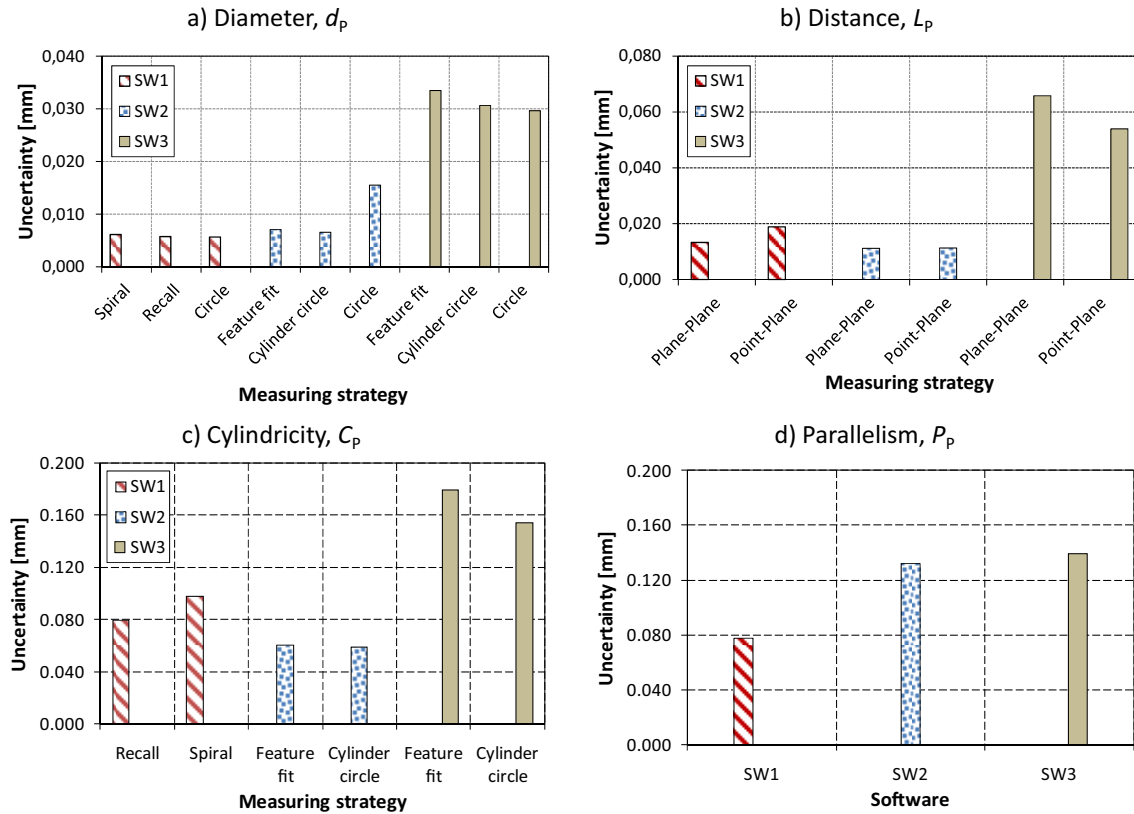 a) Diameter, dP
Uncertainty [mm]
0,040
0,030
0,020
0,010
0,000
SW1
SW2
SW3
Spiral
Recall
Circle
Feature fit
Cylinder circle
Circle
Feature fit
Cylinder circle
Circle
Measuring strategy
b) Distance, LP
Uncertainty [mm]
0,080
0,060
0,040
0,020
0,000
SW1
SW2
SW3
Plane-Plane
Point-Plane
Plane-Plane
Point-Plane
Plane-Plane
Point-Plane
Measuring strategy
c) Cylindricity, CP
Uncertainty [mm]
0.200
0.160
0.120
0.080
0.040
0.000
SW1
SW2
SW3
Recall
Spiral
Feature
fit
Cylinder
circle
Feature
fit
Cylinder
circle
Measuring strategy
d) Parallelism, PP
Uncertainty [mm]
0.200
0.160
0.120
0.080
0.040
0.000
SW1
SW2
SW3
Software